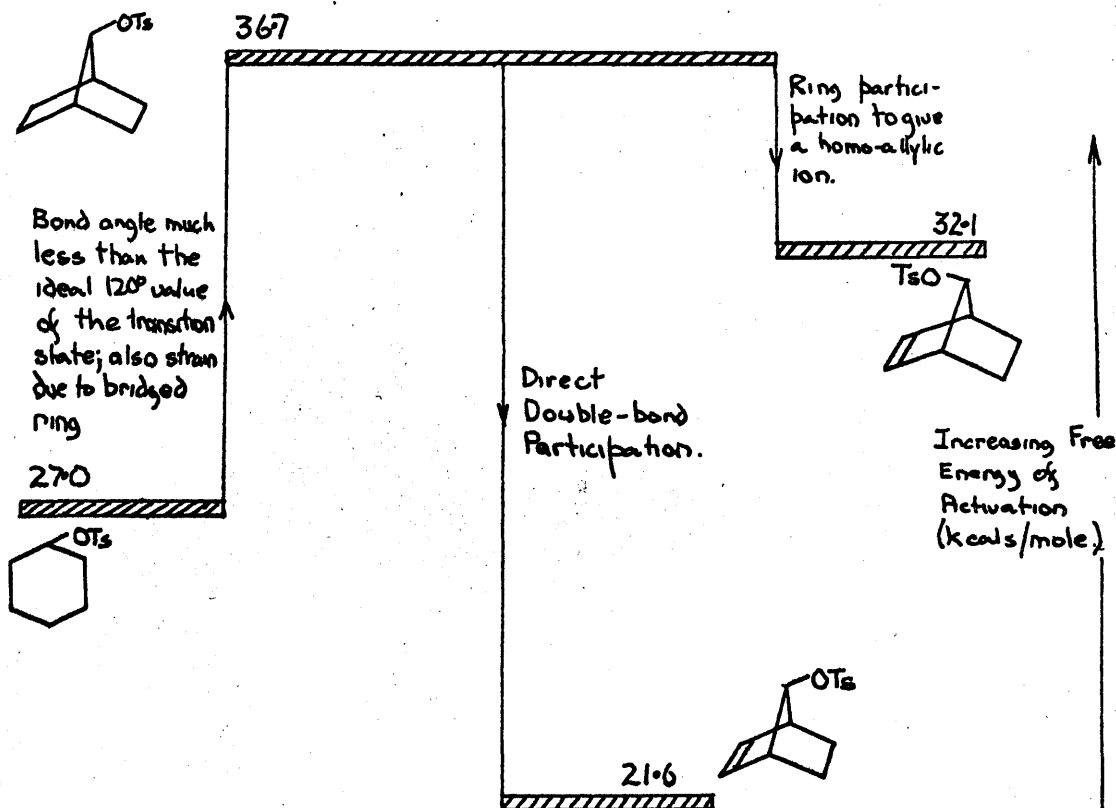 OTs
36·7
Ring partici-
pation to give
a homo-allylic
ion.
Bond angle much
less than the
ideal 120° value
of the transition
state; also strain
due to bridged
ring
32·1
TsO
Direct
Double-bond
Participation.
27·0
OTs
Increasing Free
Energy of
Activation
(kcals/mole)
OTs
21·6